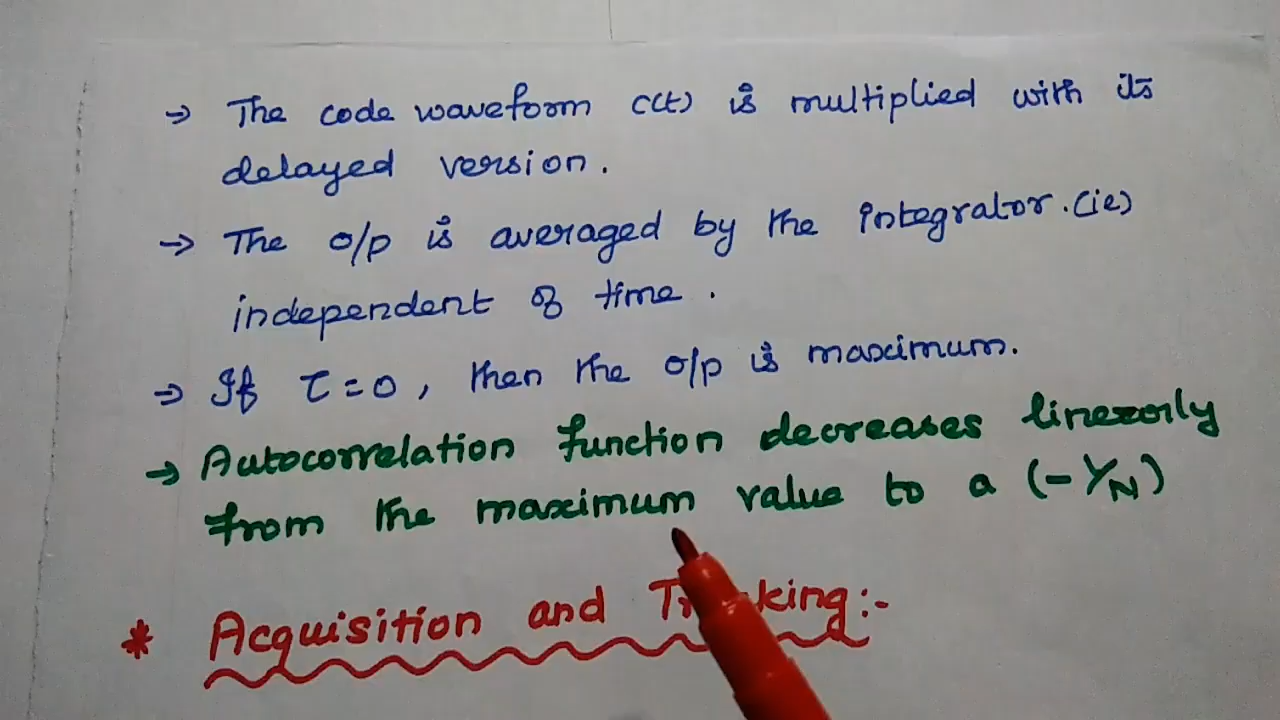 → The code waveform c(t) is multiplied with its
delayed version.
→ The o/p is averaged by the integrator. (ie)
independent of time.
→ If τ=0, then the o/p is maximum.
→ Autocorrelation function decreases linearly
from the maximum value to a (-1/N)
* Acquisition and :-